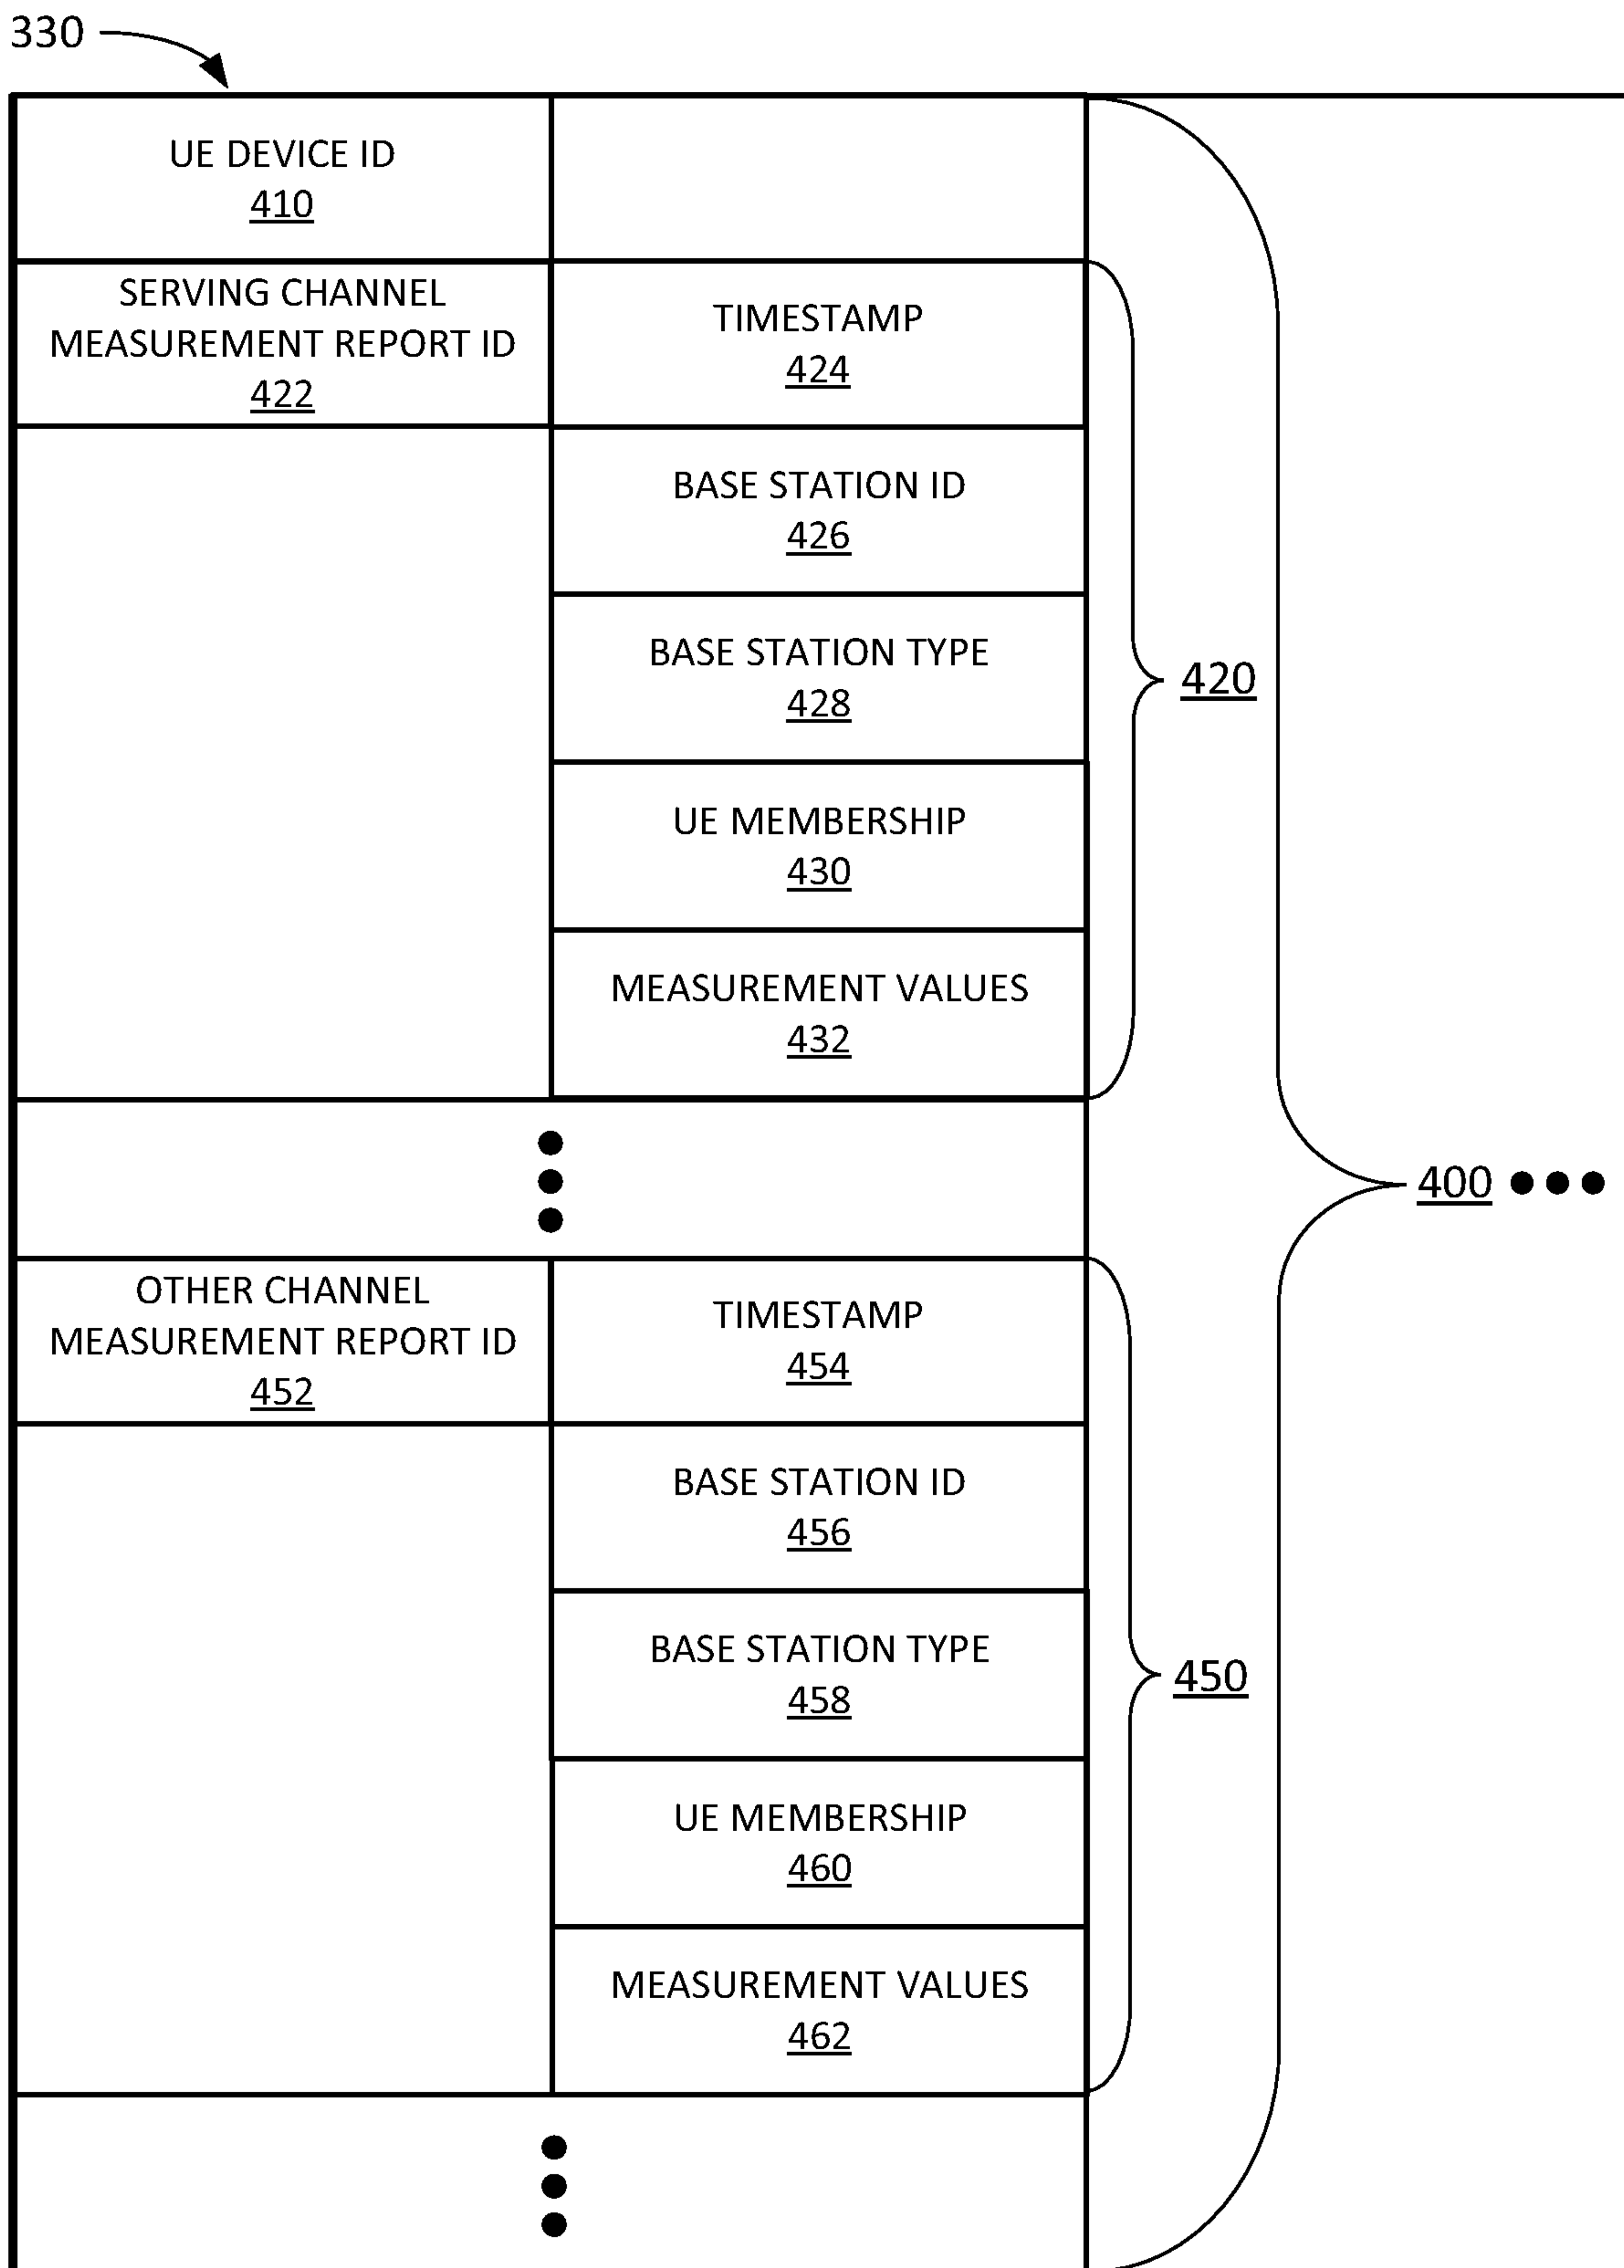 330
UE DEVICE ID
410
SERVING CHANNEL
MEASUREMENT REPORT ID
422
TIMESTAMP
424
BASE STATION ID
426
BASE STATION TYPE
428
420
UE MEMBERSHIP
430
MEASUREMENT VALUES
432
400
OTHER CHANNEL
MEASUREMENT REPORT ID
452
TIMESTAMP
454
BASE STATION ID
456
BASE STATION TYPE
458
450
UE MEMBERSHIP
460
MEASUREMENT VALUES
462